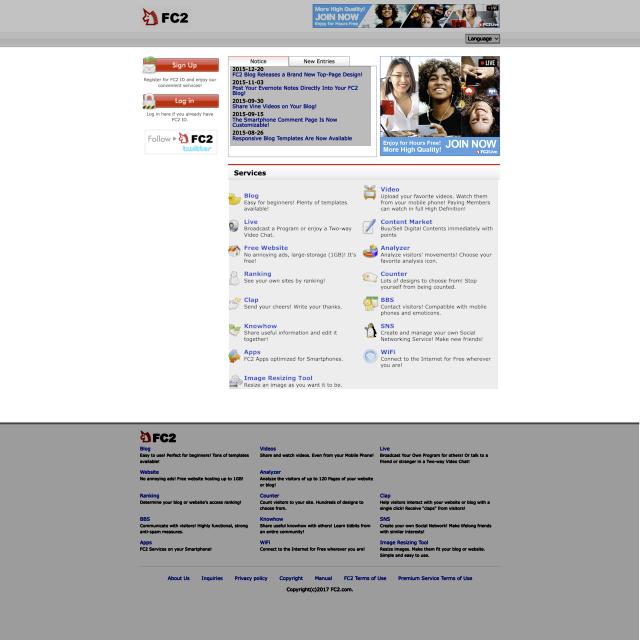 FC2
More High Quality!
JOIN NOW
Enjoy for Hours Free!
LIVE
Language
Sign Up
Register for FC2 ID and enjoy our
convenient services!
Log in
Log in here if you already have
FC2 ID.
Follow FC2
twitter
Notice
New Entries
2015-12-20
FC2 Blog Releases a Brand New Top-Page Design!
2015-11-03
Post Your Evernote Notes Directly Into Your FC2
Blog!
2015-09-30
Share Vine Videos on Your Blog!
2015-09-15
The Smartphone Comment Page Is Now
Customizable!
2015-08-26
Responsive Blog Templates Are Now Available
LIVE
Enjoy for Hours Free!
More High Quality!
JOIN NOW
FC2Live
Services
Blog
Easy for beginners! Plenty of templates
available!
Video
Upload your favorite videos. Watch them
from your mobile phone! Paying Members
can watch in full High Definition!
Live
Broadcast a Program or enjoy a Two-way
Video Chat.
Content Market
Buy/Sell Digital Contents immediately with
points
Free Website
No annoying ads, large-storage (1GB)! It's
free!
Analyzer
Analyze visitors' movements! Choose your
favorite analysis icon.
Ranking
See your own sites by ranking!
Counter
Lots of designs to choose from! Stop
yourself from being counted.
Clap
Send your cheers! Write your thanks.
BBS
Contact visitors! Compatible with mobile
phones and emoticons.
Knowhow
Share useful information and edit it
together!
SNS
Create and manage your own Social
Networking Service! Make new friends!
Apps
FC2 Apps optimized for Smartphones.
WiFi
Connect to the Internet for Free wherever
you are!
Image Resizing Tool
Resize an image as you want it to be.
FC2
Blog
Easy to use! Perfect for beginners! Tons of templates
available!
Videos
Share and watch videos. Even from your Mobile Phone!
Live
Broadcast Your Own Program for others! Or talk to a
friend or stranger in a Two-way Video Chat!
Website
No annoying ads! Free website hosting up to 1GB!
Analyzer
Analyze the visitors of up to 120 Pages of your website
or blog!
Ranking
Determine your blog or website's access ranking!
Counter
Count visitors to your site. Hundreds of designs to
choose from.
Clap
Help visitors interact with your website or blog with a
single click! Receive "claps" from visitors!
BBS
Communicate with visitors! Highly functional, strong
anti-spam measures.
Knowhow
Share useful knowhow with others! Learn tidbits from
an entire community!
SNS
Create your own Social Network! Make lifelong friends
with similar interests!
Apps
FC2 Services on your Smartphone!
WiFi
Connect to the Internet for Free wherever you are!
Image Resizing Tool
Resize images. Make them fit your blog or website.
Simple and easy to use.
About Us
Inquiries
Privacy policy
Copyright
Manual
FC2 Terms of Use
Premium Service Terms of Use
Copyright(c)2017 FC2.com.